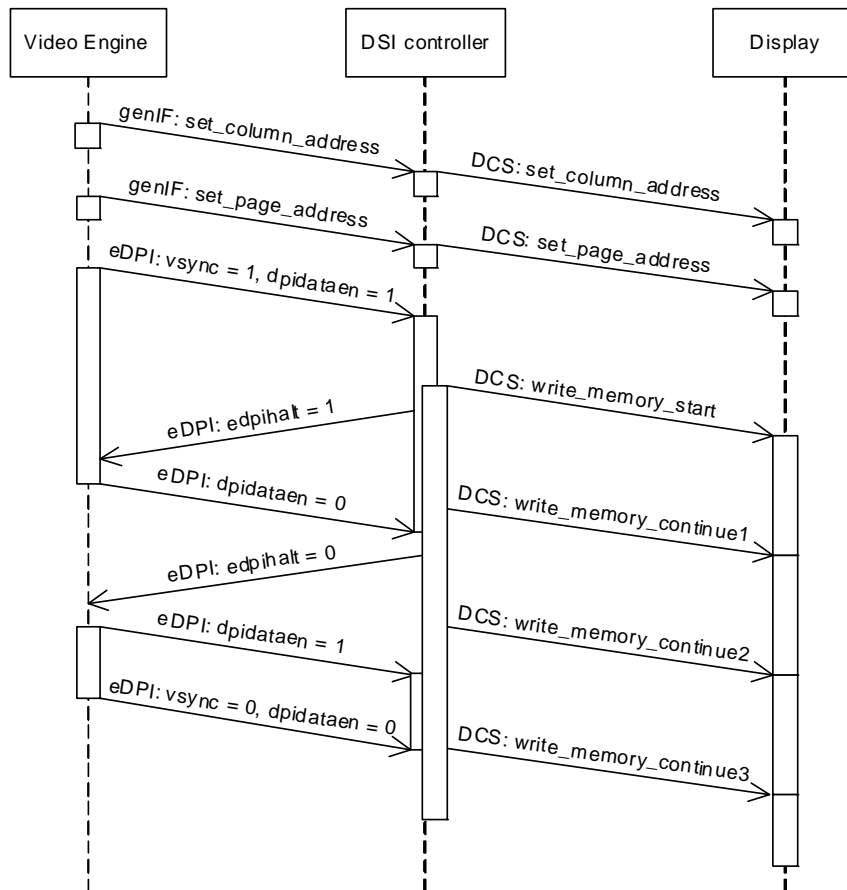 Video Engine
DSI controller
Display
genIF: set_column_address
DCS: set_column_address
genIF: set_page_address
DCS: set_page_address
eDPI: vsync = 1, dpidataen = 1
DCS: write_memory_start
eDPI: edpihalt = 1
eDPI: dpidataen = 0
DCS: write_memory_continue1
eDPI: edpihalt = 0
eDPI: dpidataen = 1
DCS: write_memory_continue2
eDPI: vsync = 0, dpidataen = 0
DCS: write_memory_continue3